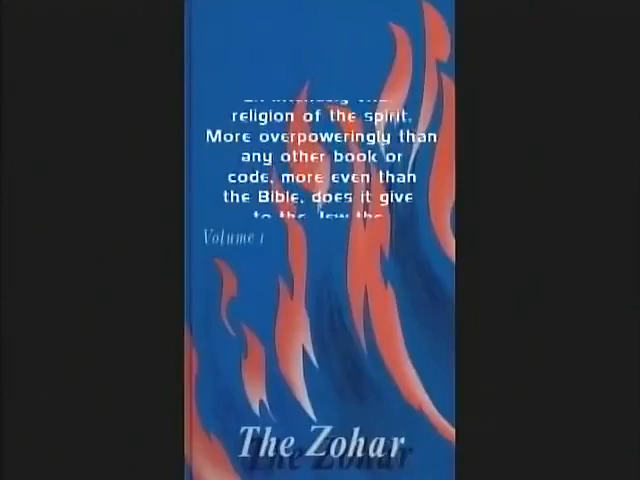 religion of the spirit.
More overpoweringly than
any other book or
code, more even than
the Bible, does it give
to the Jew the
Volume 1
The Zohar